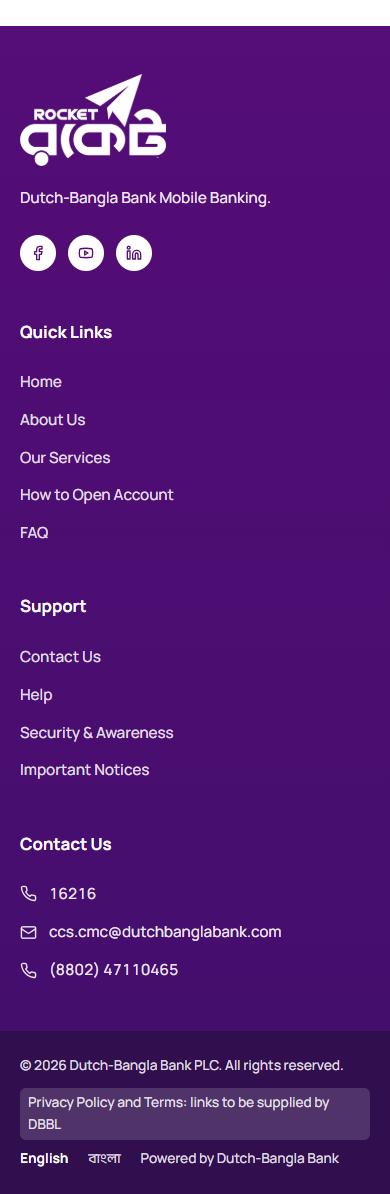 ROCKET
রকেট
Dutch-Bangla Bank Mobile Banking.
Quick Links
Home
About Us
Our Services
How to Open Account
FAQ
Support
Contact Us
Help
Security & Awareness
Important Notices
Contact Us
16216
ccs.cmc@dutchbanglabank.com
(8802) 47110465
© 2026 Dutch-Bangla Bank PLC. All rights reserved.
Privacy Policy and Terms: links to be supplied by
DBBL
English বাংলা Powered by Dutch-Bangla Bank